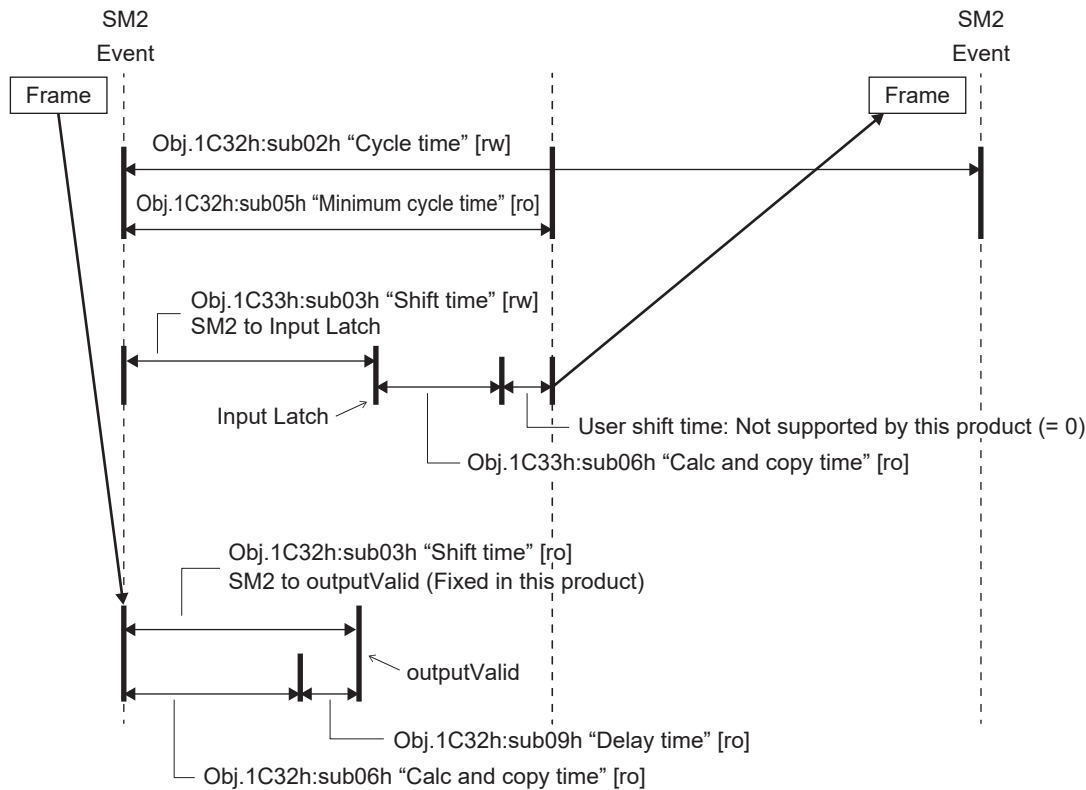 SM2
Event
SM2
Event
Frame
Frame
Obj.1C32h:sub02h “Cycle time” [rw]
Obj.1C32h:sub05h “Minimum cycle time” [ro]
Obj.1C33h:sub03h “Shift time” [rw]
SM2 to Input Latch
Input Latch
User shift time: Not supported by this product (= 0)
Obj.1C33h:sub06h “Calc and copy time” [ro]
Obj.1C32h:sub03h “Shift time” [ro]
SM2 to outputValid (Fixed in this product)
outputValid
Obj.1C32h:sub09h “Delay time” [ro]
Obj.1C32h:sub06h “Calc and copy time” [ro]